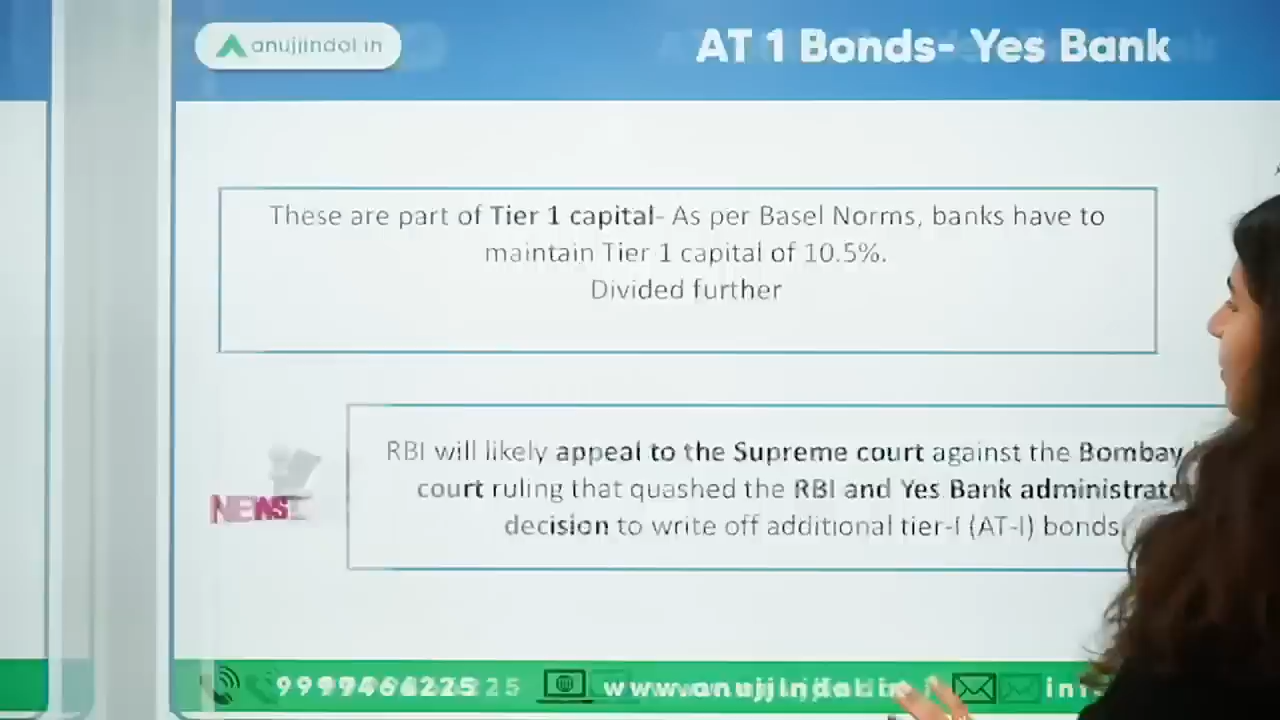 anujjindal.in
AT 1 Bonds- Yes Bank
These are part of Tier 1 capital- As per Basel Norms, banks have to
maintain Tier 1 capital of 10.5%.
Divided further
NEWS
RBI will likely appeal to the Supreme court against the Bombay
court ruling that quashed the RBI and Yes Bank
decision to write off additional tier-I (AT-I) bonds.
www.anujjindal.in